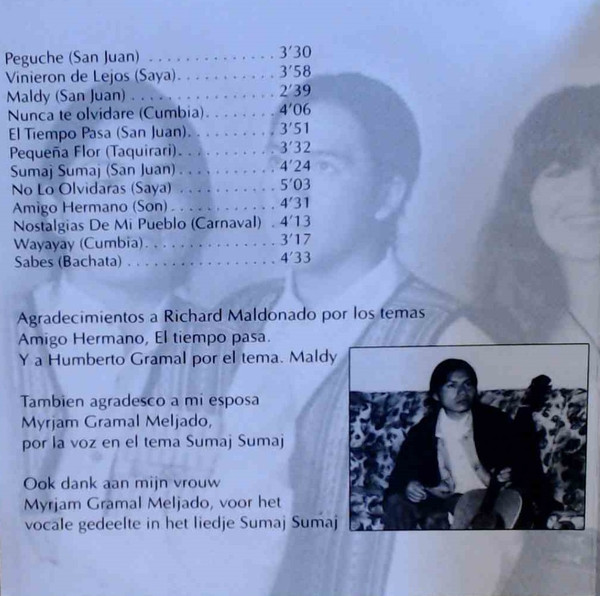 Peguche (San Juan) . . . . . . . . . . . . . 3'30
Vinieron de Lejos (Saya). . . . . . . . . . 3'58
Maldy (San Juan) . . . . . . . . . . . . . . . 2'39
Nunca te olvidare (Cumbia). . . . . . . 4'06
El Tiempo Pasa (San Juan). . . . . . . . . 3'51
Pequeña Flor (Taquirari). . . . . . . . . . 3'32
Sumaj Sumaj (San Juan) . . . . . . . . . . 4'24
No Lo Olvidaras (Saya) . . . . . . . . . . 5'03
Amigo Hermano (Son). . . . . . . . . . . . 4'31
Nostalgias De Mi Pueblo (Carnaval) . 4'13
Wayayay (Cumbia). . . . . . . . . . . . . . 3'17
Sabes (Bachata) . . . . . . . . . . . . . . . . 4'33
Agradecimientos a Richard Maldonado por los temas
Amigo Hermano, El tiempo pasa.
Y a Humberto Gramal por el tema. Maldy
Tambien agradesco a mi esposa
Myrjam Gramal Meljado,
por la voz en el tema Sumaj Sumaj
Ook dank aan mijn vrouw
Myrjam Gramal Meljado, voor het
vocale gedeelte in het liedje Sumaj Sumaj